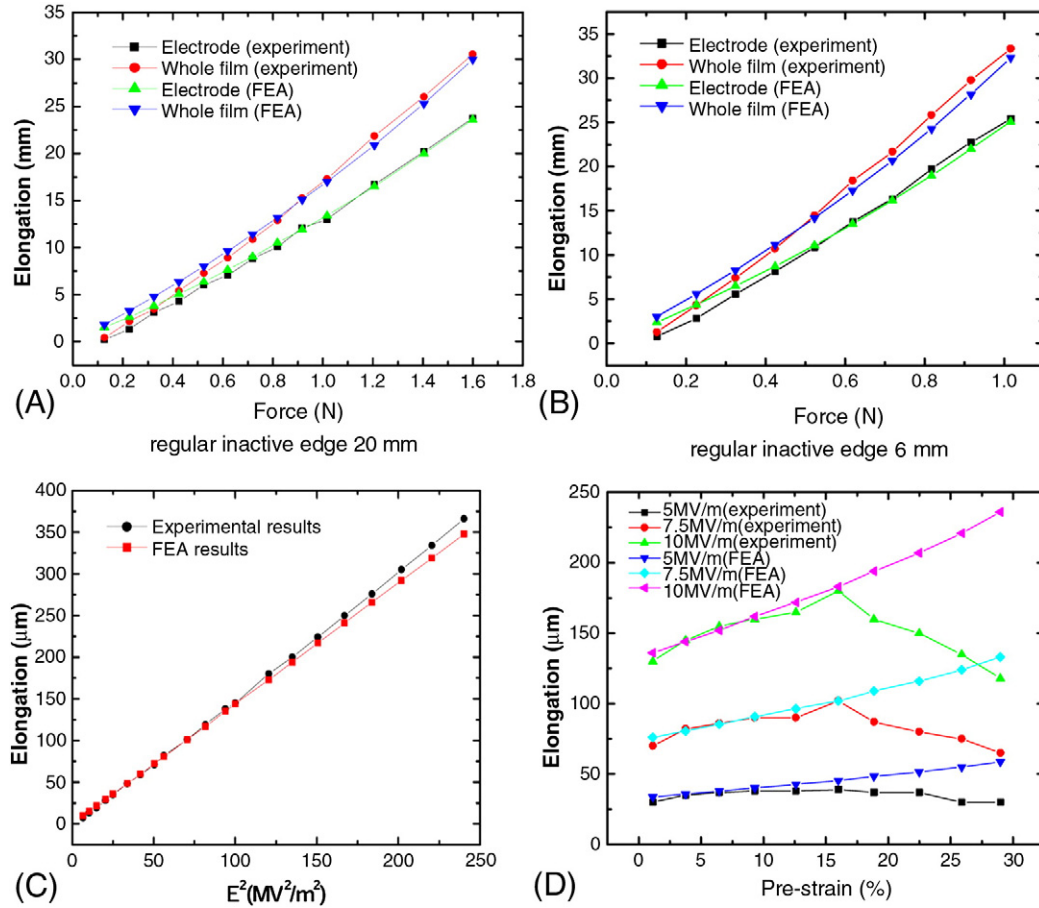 35
30
25
20
15
10
5
0
Elongation (mm)
Electrode (experiment)
Whole film (experiment)
Electrode (FEA)
Whole film (FEA)
0.0 0.2 0.4 0.6 0.8 1.0 1.2 1.4 1.6 1.8
(A)
Force (N)
regular inactive edge 20 mm
35
30
25
20
15
10
5
0
Elongation (mm)
Electrode (experiment)
Whole film (experiment)
Electrode (FEA)
Whole film (FEA)
0.0 0.2 0.4 0.6 0.8 1.0
(B)
Force (N)
regular inactive edge 6 mm
400
350
300
250
200
150
100
50
0
Elongation (μm)
Experimental results
FEA results
0 50 100 150 200 250
(C)
E²(MV²/m²)
250
200
150
100
50
0
Elongation (μm)
5MV/m(experiment)
7.5MV/m(experiment)
10MV/m(experiment)
5MV/m(FEA)
7.5MV/m(FEA)
10MV/m(FEA)
0 5 10 15 20 25 30
(D)
Pre-strain (%)